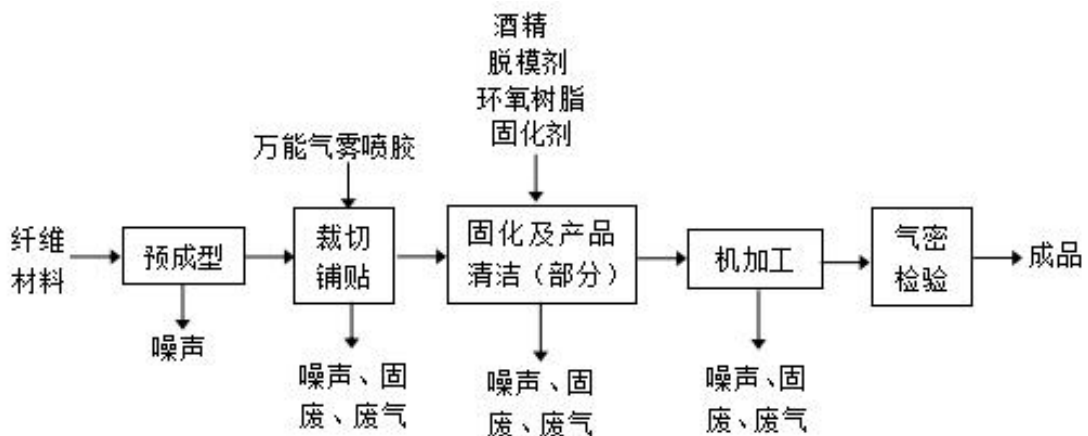 酒精
脱模剂
环氧树脂
固化剂
万能气雾喷胶
纤维
材料
预成型
裁切
铺贴
固化及产品
清洁（部分）
机加工
气密
检验
成品
噪声
噪声、固
废、废气
噪声、固
废、废气
噪声、固
废、废气